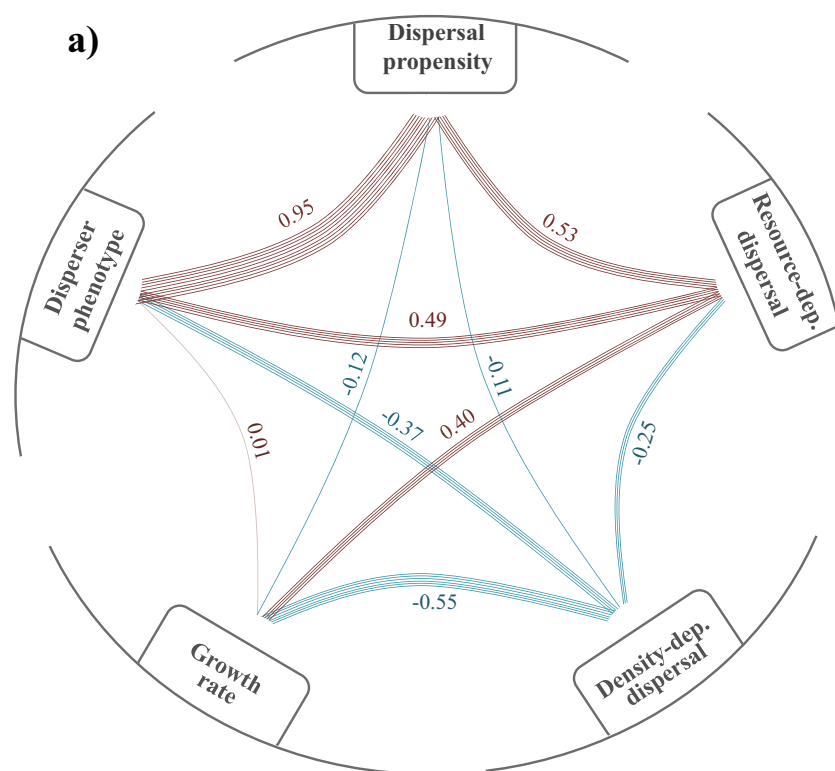 a)
Dispersal
propensity
Disperser
phenotype
Resource-dep.
dispersal
0.95
0.53
0.49
-0.12
-0.11
-0.37
0.40
0.01
-0.25
-0.55
Growth
rate
Density-dep.
dispersal